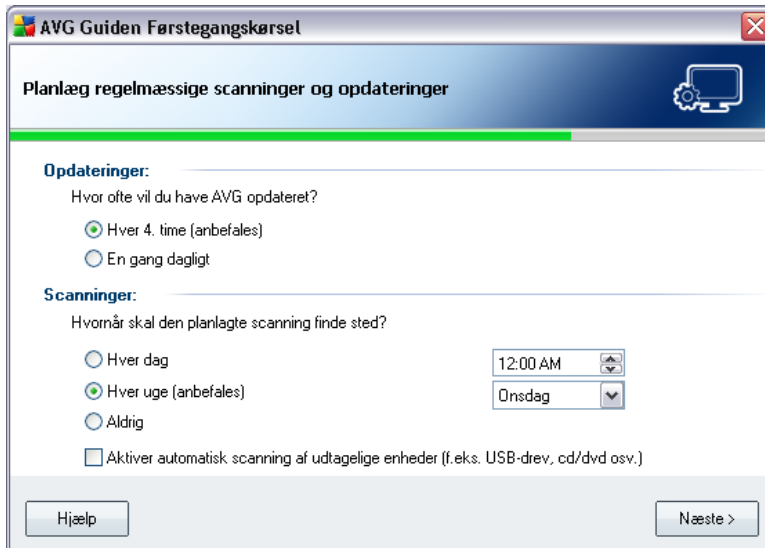 AVG Guiden Førstegangskørsel
Planlæg regelmæssige scanninger og opdateringer
Opdateringer:
Hvor ofte vil du have AVG opdateret?
Hver 4. time (anbefales)
En gang dagligt
Scanninger:
Hvornår skal den planlagte scanning finde sted?
Hver dag
12:00 AM
Hver uge (anbefales)
Onsdag
Aldrig
Aktiver automatisk scanning af udtagelige enheder (f.eks. USB-drev, cd/dvd osv.)
Hjælp
Næste >